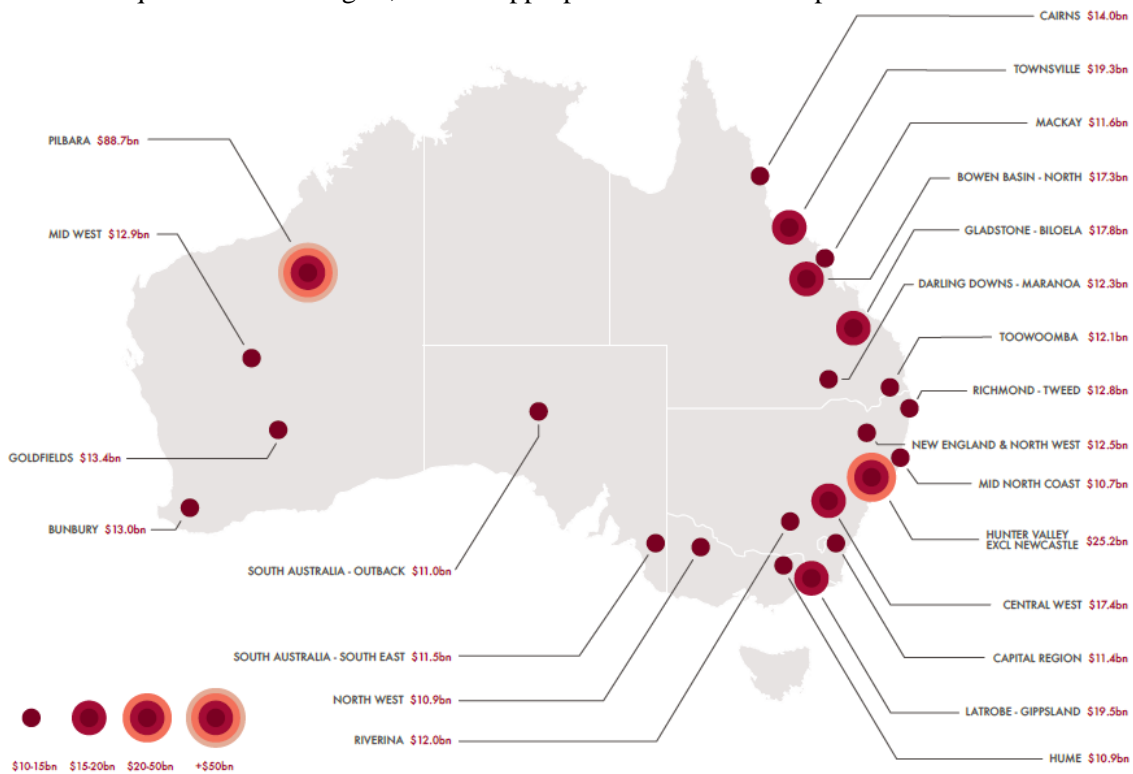 CAIRNS $14.0bn
TOWNSVILLE $19.3bn
MACKAY $11.6bn
PILBARA $88.7bn
BOWEN BASIN - NORTH $17.3bn
MID WEST $12.9bn
GLADSTONE - BILOELA $17.8bn
DARLING DOWNS - MARANOA $12.3bn
TOOWOOMBA $12.1bn
RICHMOND - TWEED $12.8bn
NEW ENGLAND & NORTH WEST $12.5bn
GOLDFIELDS $13.4bn
MID NORTH COAST $10.7bn
BUNBURY $13.0bn
HUNTER VALLEY
EXCL NEWCASTLE $25.2bn
SOUTH AUSTRALIA - OUTBACK $11.0bn
CENTRAL WEST $17.4bn
SOUTH AUSTRALIA - SOUTH EAST $11.5bn
CAPITAL REGION $11.4bn
NORTH WEST $10.9bn
LATROBE - GIPPSLAND $19.5bn
RIVERINA $12.0bn
HUME $10.9bn
$10-15bn $15-20bn $20-50bn +$50bn